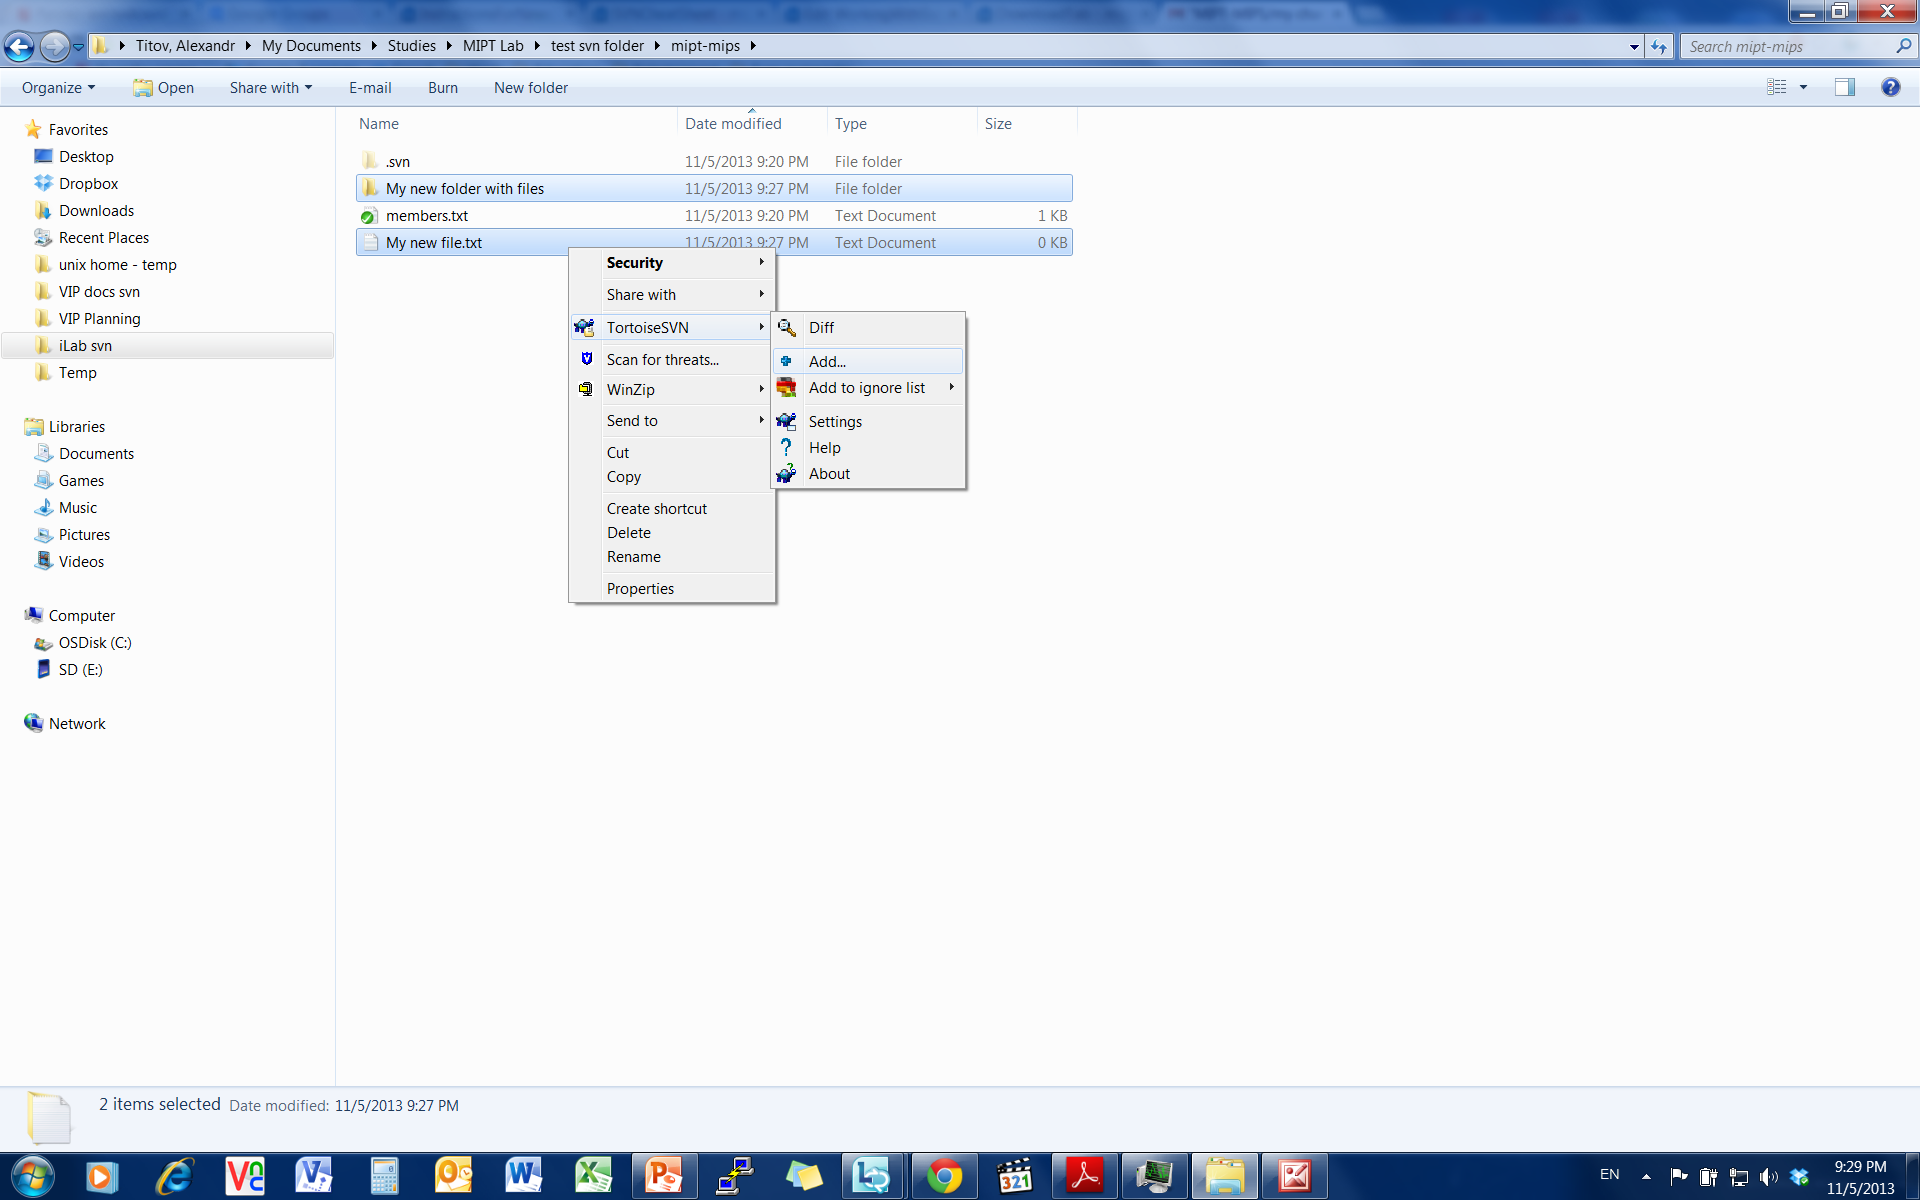 Titov, Alexandr My Documents Studies MIPT Lab test svn folder mipt-mips Search mipt-mips
Organize Open Share with E-mail Burn New folder
Name Date modified Type Size
Favorites
Desktop
Dropbox
Downloads
Recent Places
unix home - temp
VIP docs svn
VIP Planning
iLab svn
Temp
Libraries
Documents
Games
Music
Pictures
Videos
Computer
OSDisk (C:)
SD (E:)
Network
.svn 11/5/2013 9:20 PM File folder
My new folder with files 11/5/2013 9:27 PM File folder
members.txt 11/5/2013 9:20 PM Text Document 1 KB
My new file.txt 11/5/2013 9:27 PM Text Document 0 KB
Security
Share with
TortoiseSVN
Scan for threats...
WinZip
Send to
Cut
Copy
Create shortcut
Delete
Rename
Properties
Diff
Add...
Add to ignore list
Settings
Help
About
2 items selected Date modified: 11/5/2013 9:27 PM
EN
9:29 PM
11/5/2013